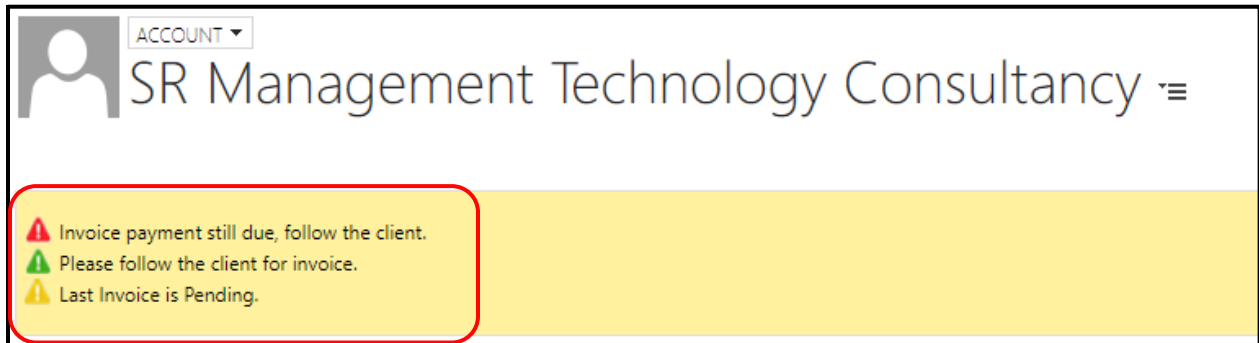 ACCOUNT
SR Management Technology Consultancy
Invoice payment still due, follow the client.
Please follow the client for invoice.
Last Invoice is Pending.